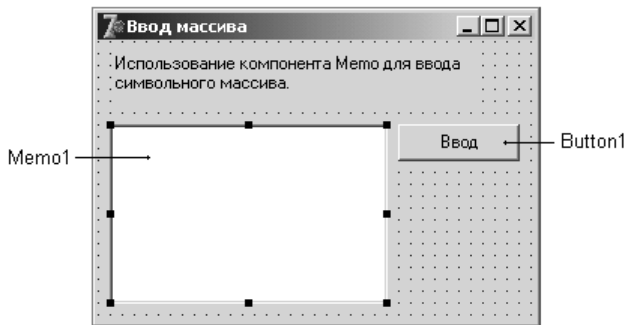 Ввод массива
Использование компонента Memo для ввода
символьного массива.
Memo1
Ввод
Button1